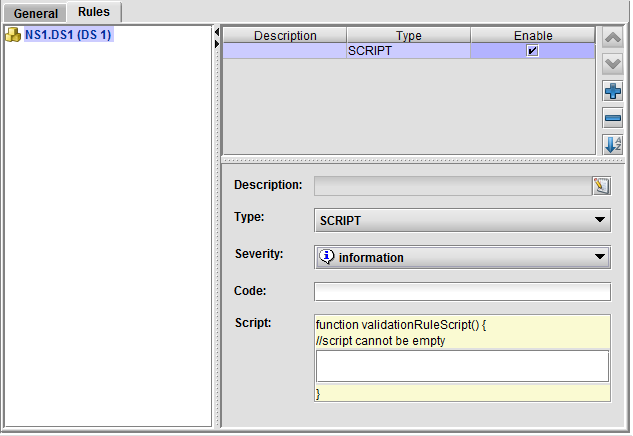 General Rules
NS1.DS1 (DS 1)
Description Type Enable
SCRIPT
Description:
Type: SCRIPT
Severity: information
Code:
Script: function validationRuleScript() {
//script cannot be empty
}